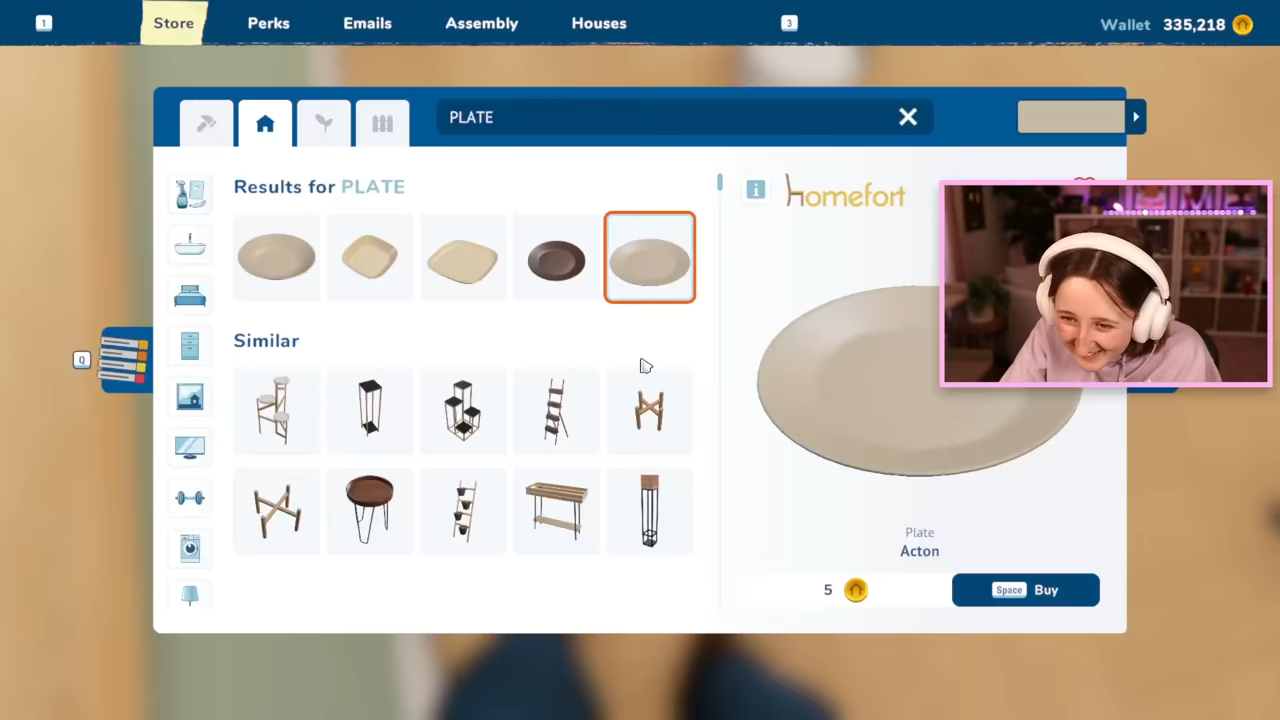 1
Store
Perks
Emails
Assembly
Houses
3
Wallet 335,218
PLATE
Results for PLATE
i
homefort
Similar
Q
Plate
Acton
5
Space Buy